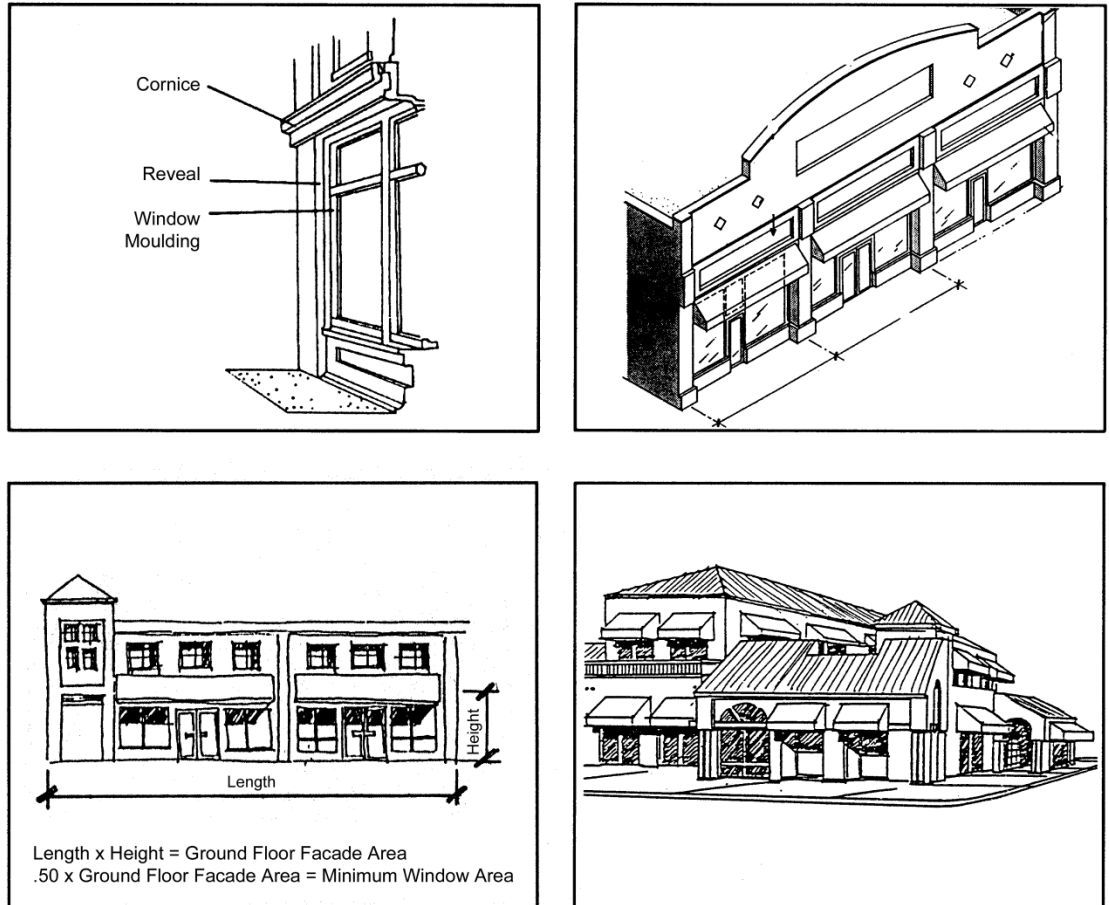 Cornice
Reveal
Window
Moulding
Height
Length
Length x Height = Ground Floor Facade Area
.50 x Ground Floor Facade Area = Minimum Window Area